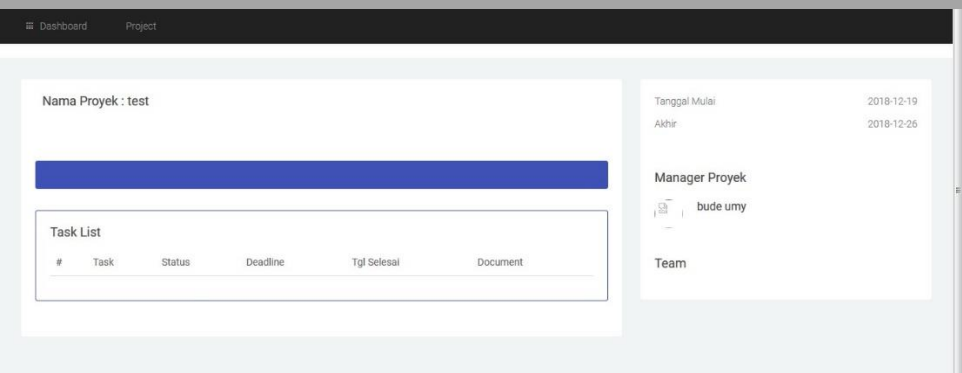 Dashboard Project
Nama Proyek : test
Task List
# Task Status Deadline Tgl Selesai Document
Tanggal Mulai 2018-12-19
Akhir 2018-12-26
Manager Proyek
bude umy
Team